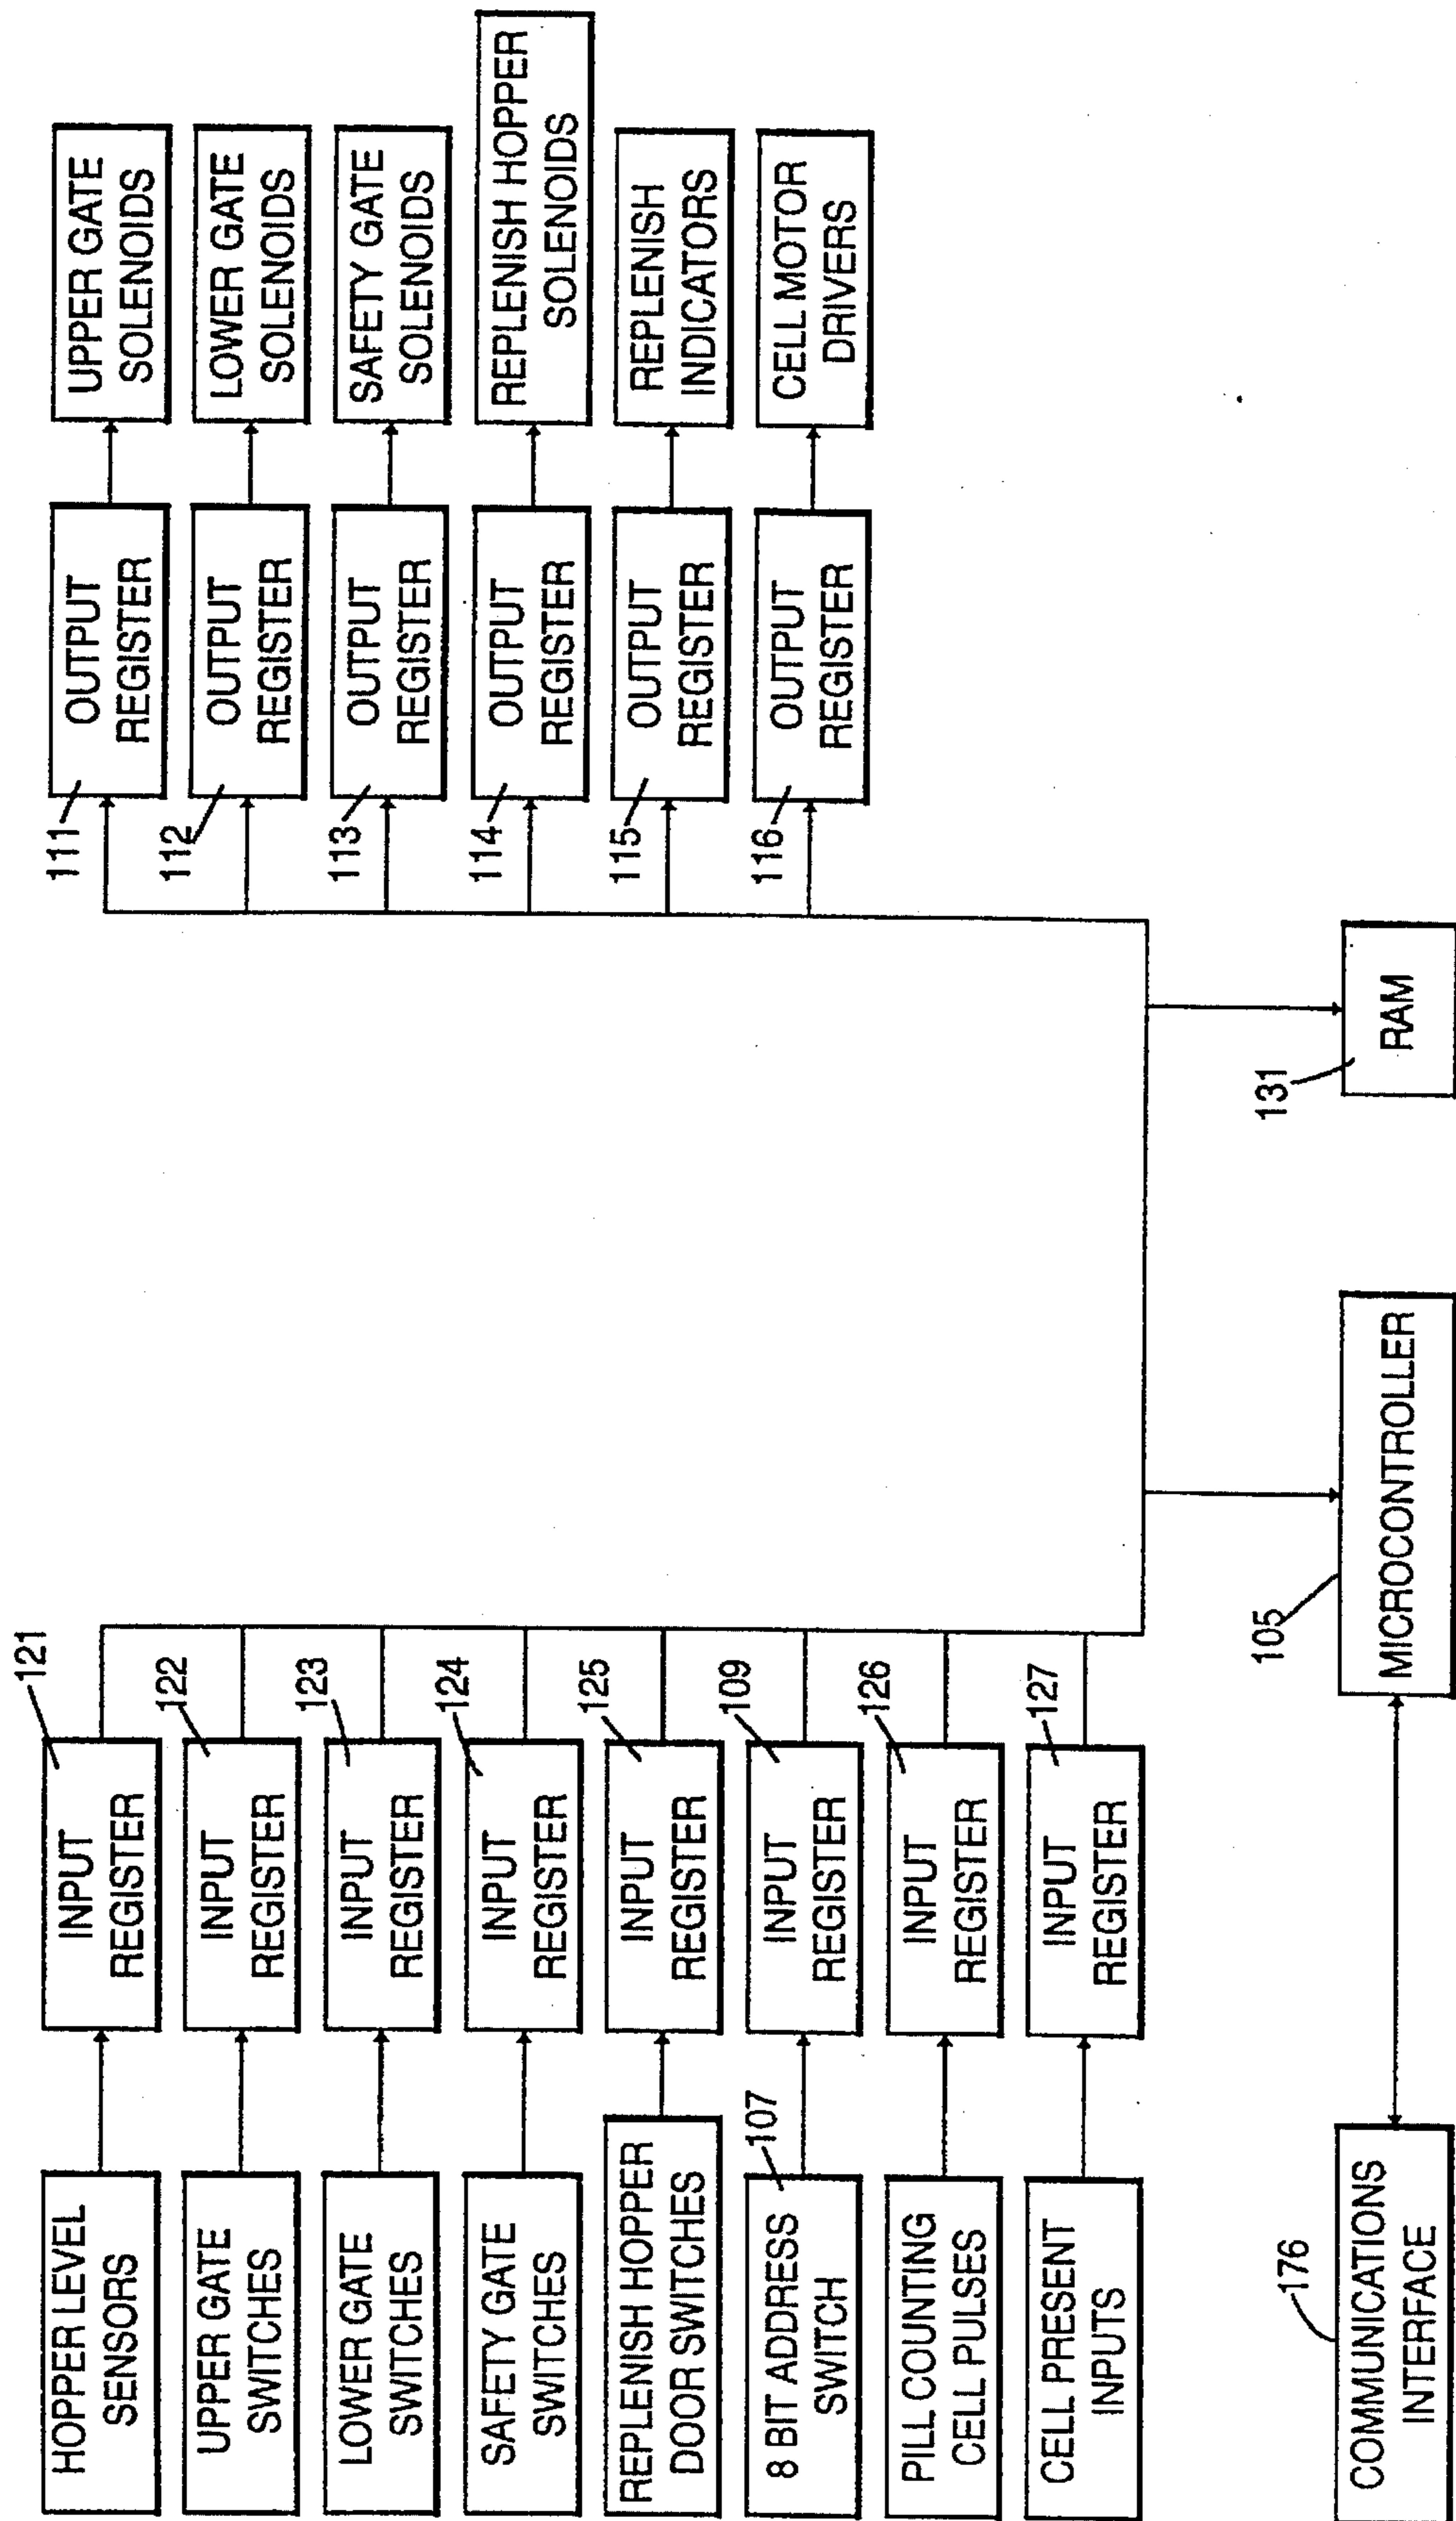 HOPPER LEVEL
SENSORS
121
INPUT
REGISTER
111
OUTPUT
REGISTER
UPPER GATE
SOLENOIDS
UPPER GATE
SWITCHES
122
INPUT
REGISTER
112
OUTPUT
REGISTER
LOWER GATE
SOLENOIDS
LOWER GATE
SWITCHES
123
INPUT
REGISTER
113
OUTPUT
REGISTER
SAFETY GATE
SOLENOIDS
SAFETY GATE
SWITCHES
124
INPUT
REGISTER
114
OUTPUT
REGISTER
REPLENISH HOPPER
SOLENOIDS
REPLENISH HOPPER
DOOR SWITCHES
125
INPUT
REGISTER
115
OUTPUT
REGISTER
REPLENISH
INDICATORS
107
8 BIT ADDRESS
SWITCH
109
INPUT
REGISTER
116
OUTPUT
REGISTER
CELL MOTOR
DRIVERS
PILL COUNTING
CELL PULSES
126
INPUT
REGISTER
CELL PRESENT
INPUTS
127
INPUT
REGISTER
176
COMMUNICATIONS
INTERFACE
105
MICROCONTROLLER
131
RAM